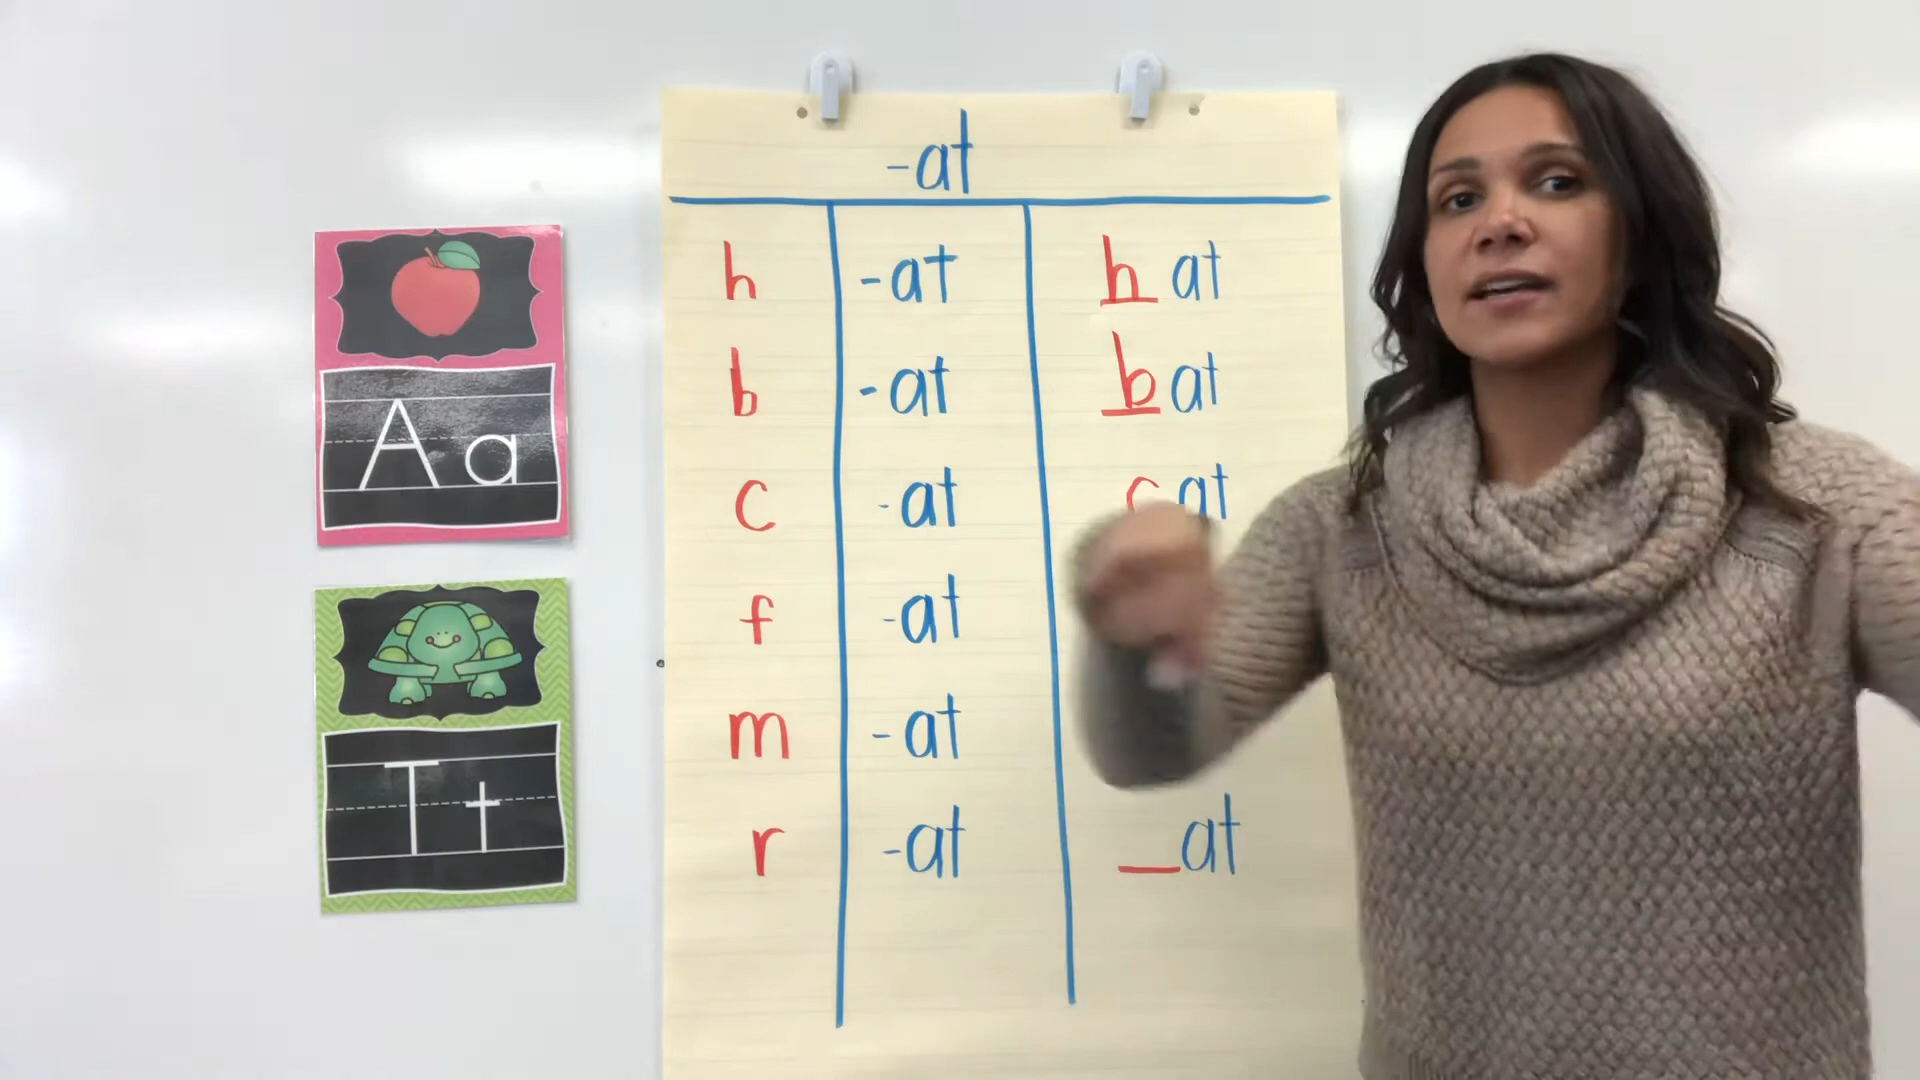 -at
h -at hat
b -at bat
c -at cat
f -at
m -at
r -at _at
Aa
Tt